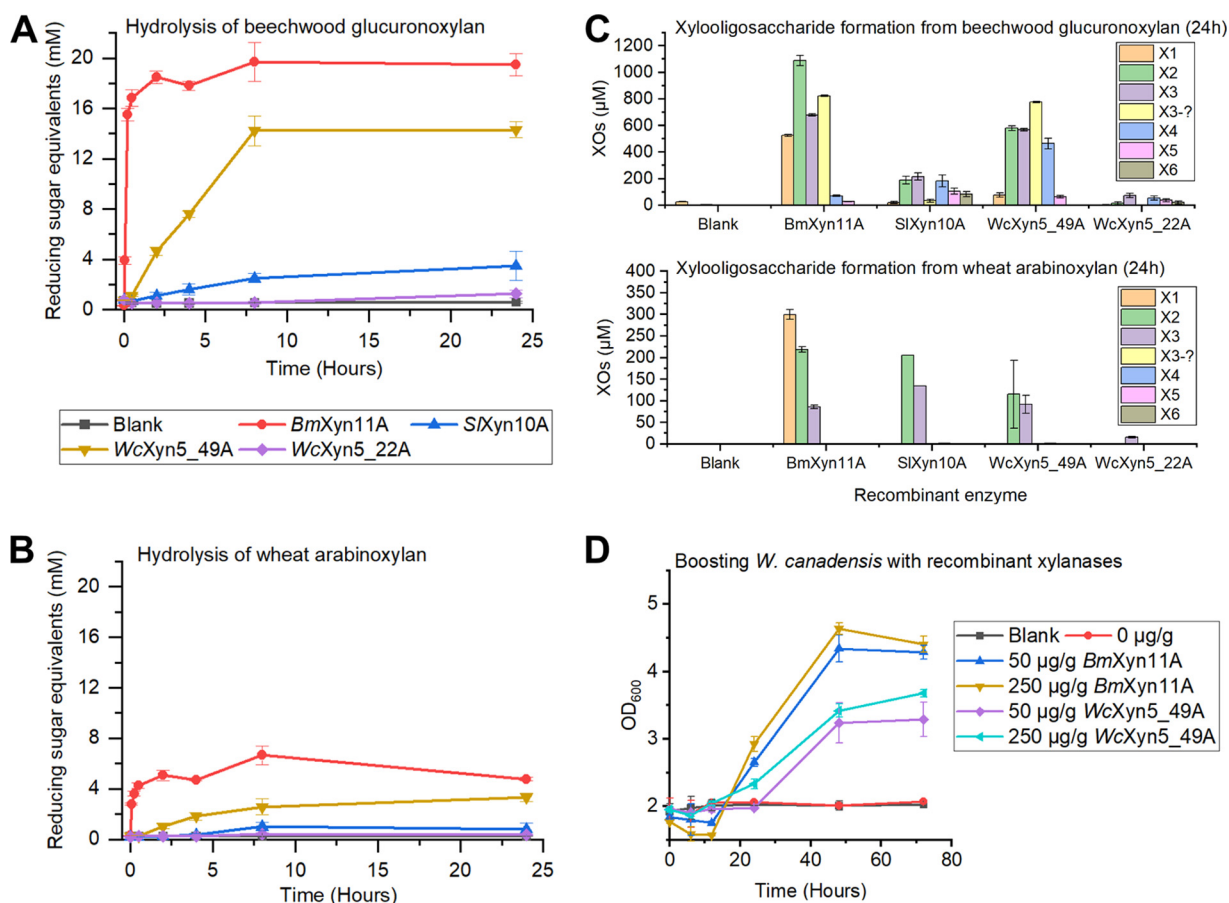 A
Hydrolysis of beechwood glucuronoxylan
Reducing sugar equivalents (mM)
20
16
12
8
4
0
0 5 10 15 20 25
Time (Hours)
Blank BmXyn11A SlXyn10A
WcXyn5_49A WcXyn5_22A
B
Hydrolysis of wheat arabinoxylan
Reducing sugar equivalents (mM)
20
16
12
8
4
0
0 5 10 15 20 25
Time (Hours)
C
Xylooligosaccharide formation from beechwood glucuronoxylan (24h)
XOs (µM)
1200
1000
800
600
400
200
0
X1
X2
X3
X3-?
X4
X5
X6
Blank BmXyn11A SlXyn10A WcXyn5_49A WcXyn5_22A
Xylooligosaccharide formation from wheat arabinoxylan (24h)
XOs (µM)
350
300
250
200
150
100
50
0
X1
X2
X3
X3-?
X4
X5
X6
Blank BmXyn11A SlXyn10A WcXyn5_49A WcXyn5_22A
Recombinant enzyme
D
Boosting W. canadensis with recombinant xylanases
OD600
5
4
3
2
0 20 40 60 80
Time (Hours)
Blank 0 µg/g
50 µg/g BmXyn11A
250 µg/g BmXyn11A
50 µg/g WcXyn5_49A
250 µg/g WcXyn5_49A